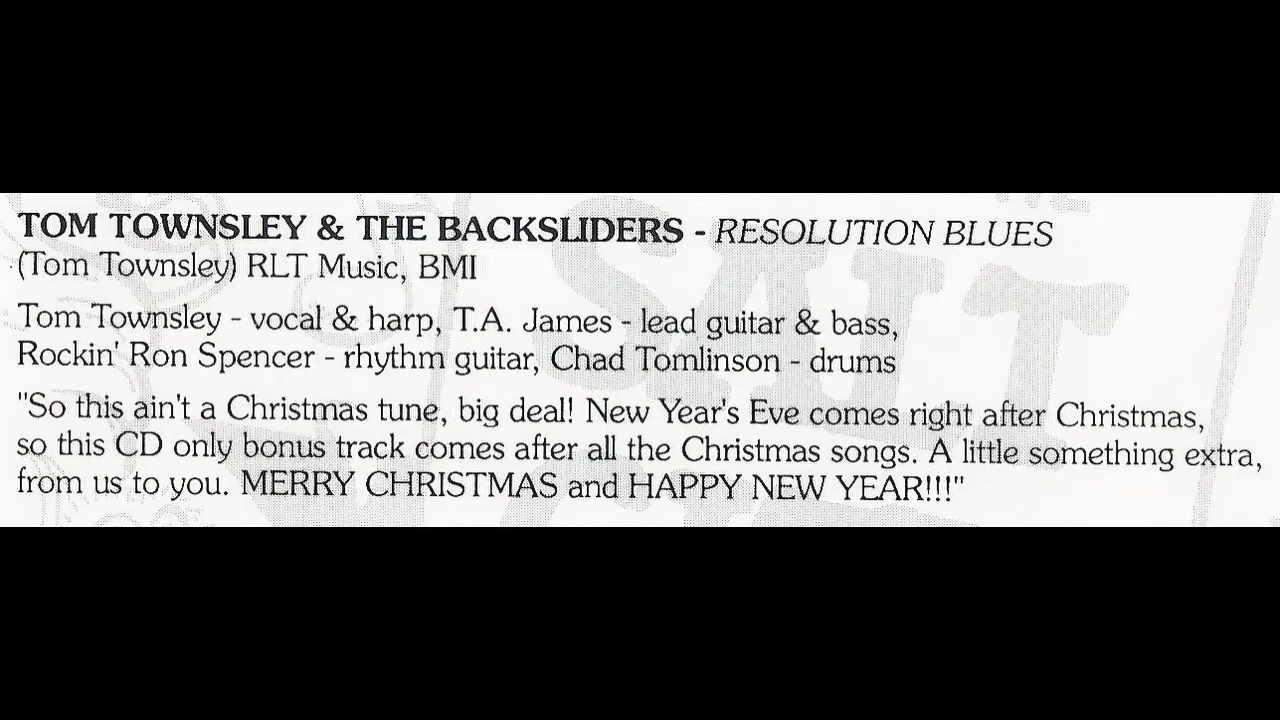 TOM TOWNSLEY & THE BACKSLIDERS - RESOLUTION BLUES
(Tom Townsley) RLT Music, BMI
Tom Townsley - vocal & harp, T.A. James - lead guitar & bass,
Rockin' Ron Spencer - rhythm guitar, Chad Tomlinson - drums
"So this ain't a Christmas tune, big deal! New Year's Eve comes right after Christmas,
so this CD only bonus track comes after all the Christmas songs. A little something extra,
from us to you. MERRY CHRISTMAS and HAPPY NEW YEAR!!!"
SALT